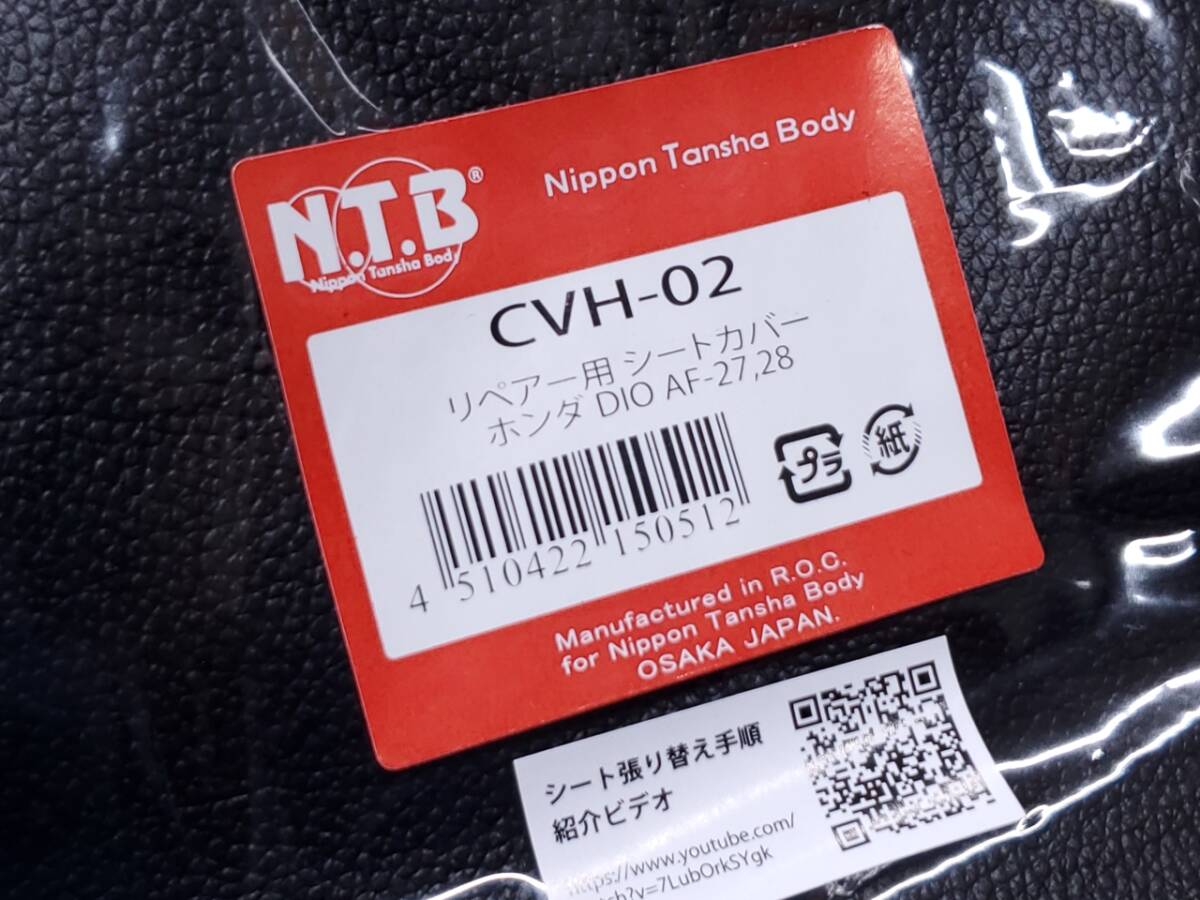 N.T.B®
Nippon Tansha Body
Nippon Tansha Body
CVH-02
リペアー用 シートカバー
ホンダ DIO AF-27,28
4 510422 150512
プラ
紙
Manufactured in R.O.C.
for Nippon Tansha Body
OSAKA JAPAN.
シート張り替え手順
紹介ビデオ
https://www.youtube.com/
tch?v=7LubOrkSYgk